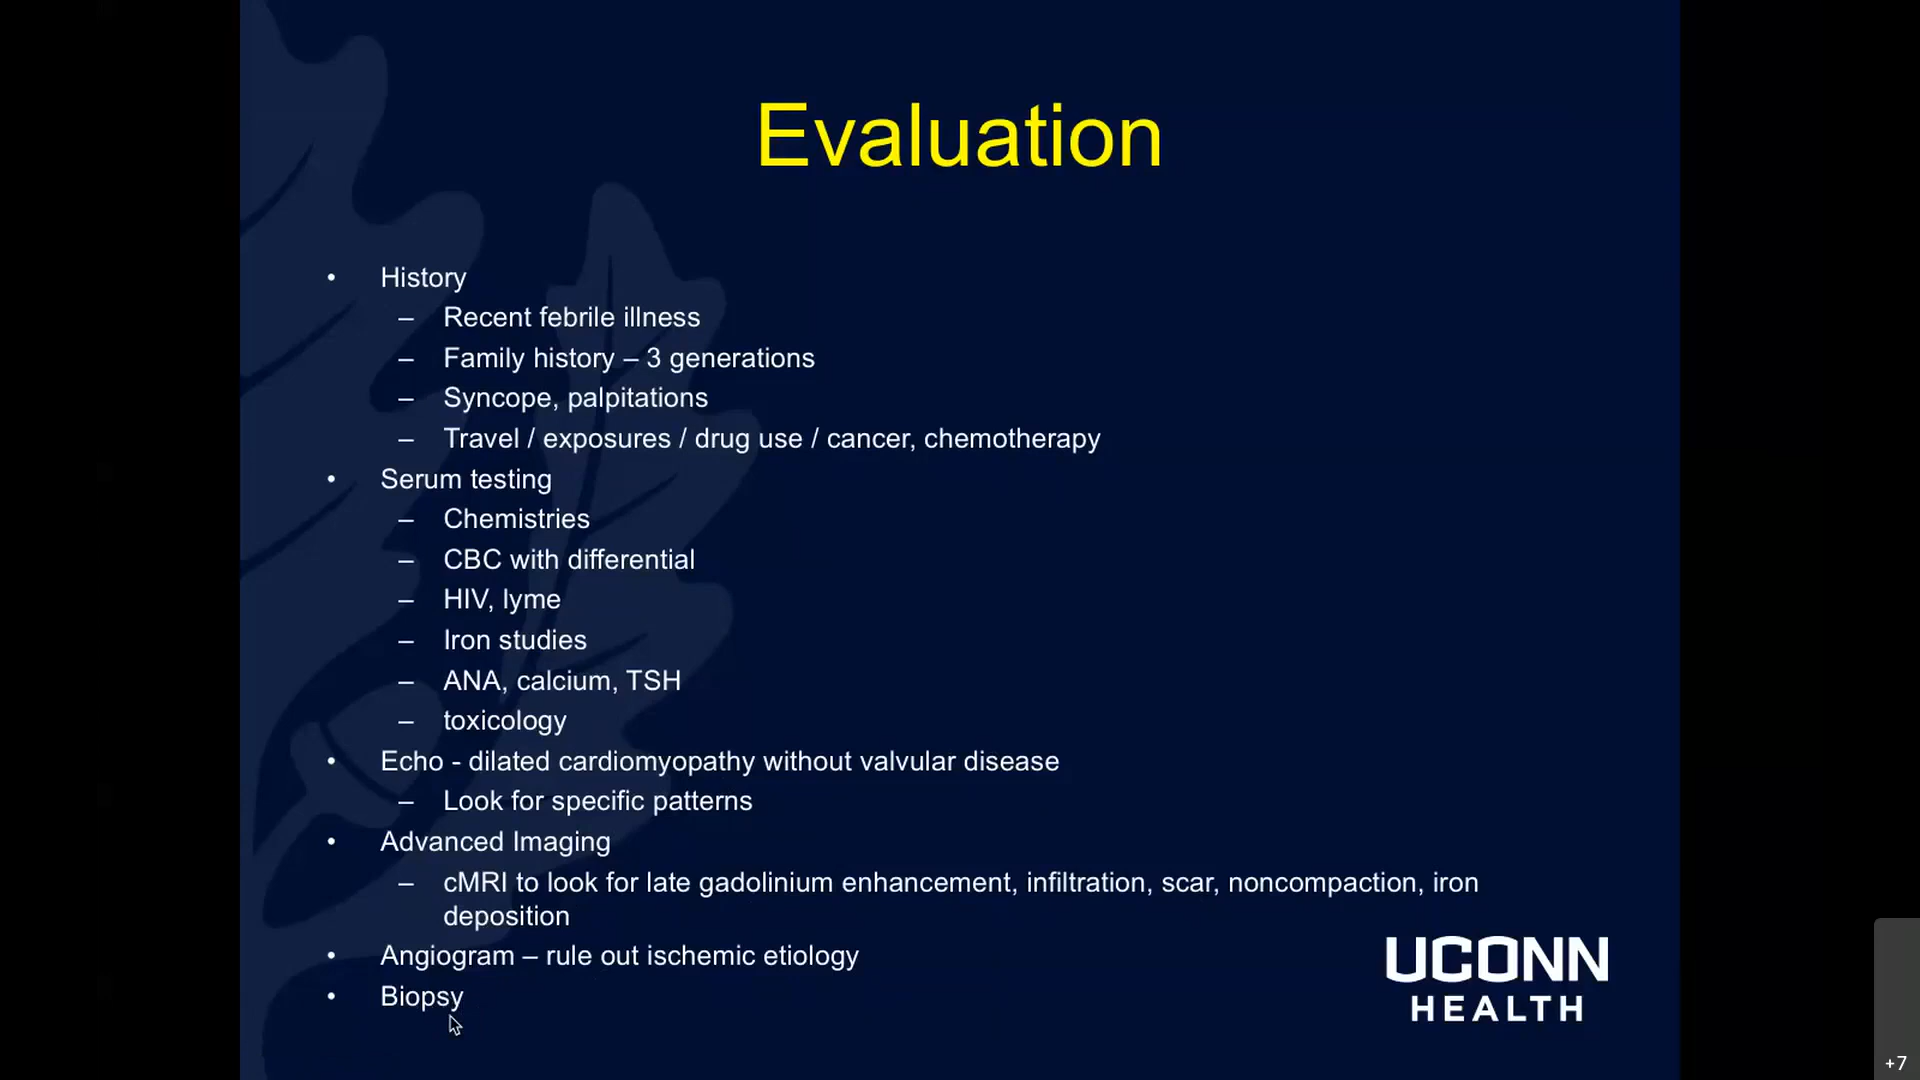 Evaluation
• History
– Recent febrile illness
– Family history – 3 generations
– Syncope, palpitations
– Travel / exposures / drug use / cancer, chemotherapy
• Serum testing
– Chemistries
– CBC with differential
– HIV, lyme
– Iron studies
– ANA, calcium, TSH
– toxicology
• Echo - dilated cardiomyopathy without valvular disease
– Look for specific patterns
• Advanced Imaging
– cMRI to look for late gadolinium enhancement, infiltration, scar, noncompaction, iron
deposition
• Angiogram – rule out ischemic etiology
• Biopsy
UCONN
HEALTH
+7